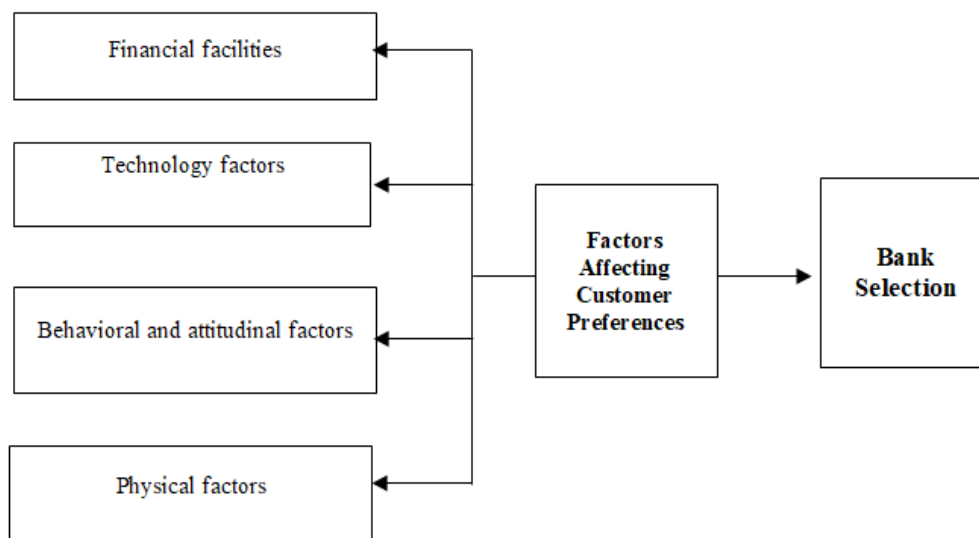 Financial facilities
Technology factors
Behavioral and attitudinal factors
Physical factors
Factors
Affecting
Customer
Preferences
Bank
Selection